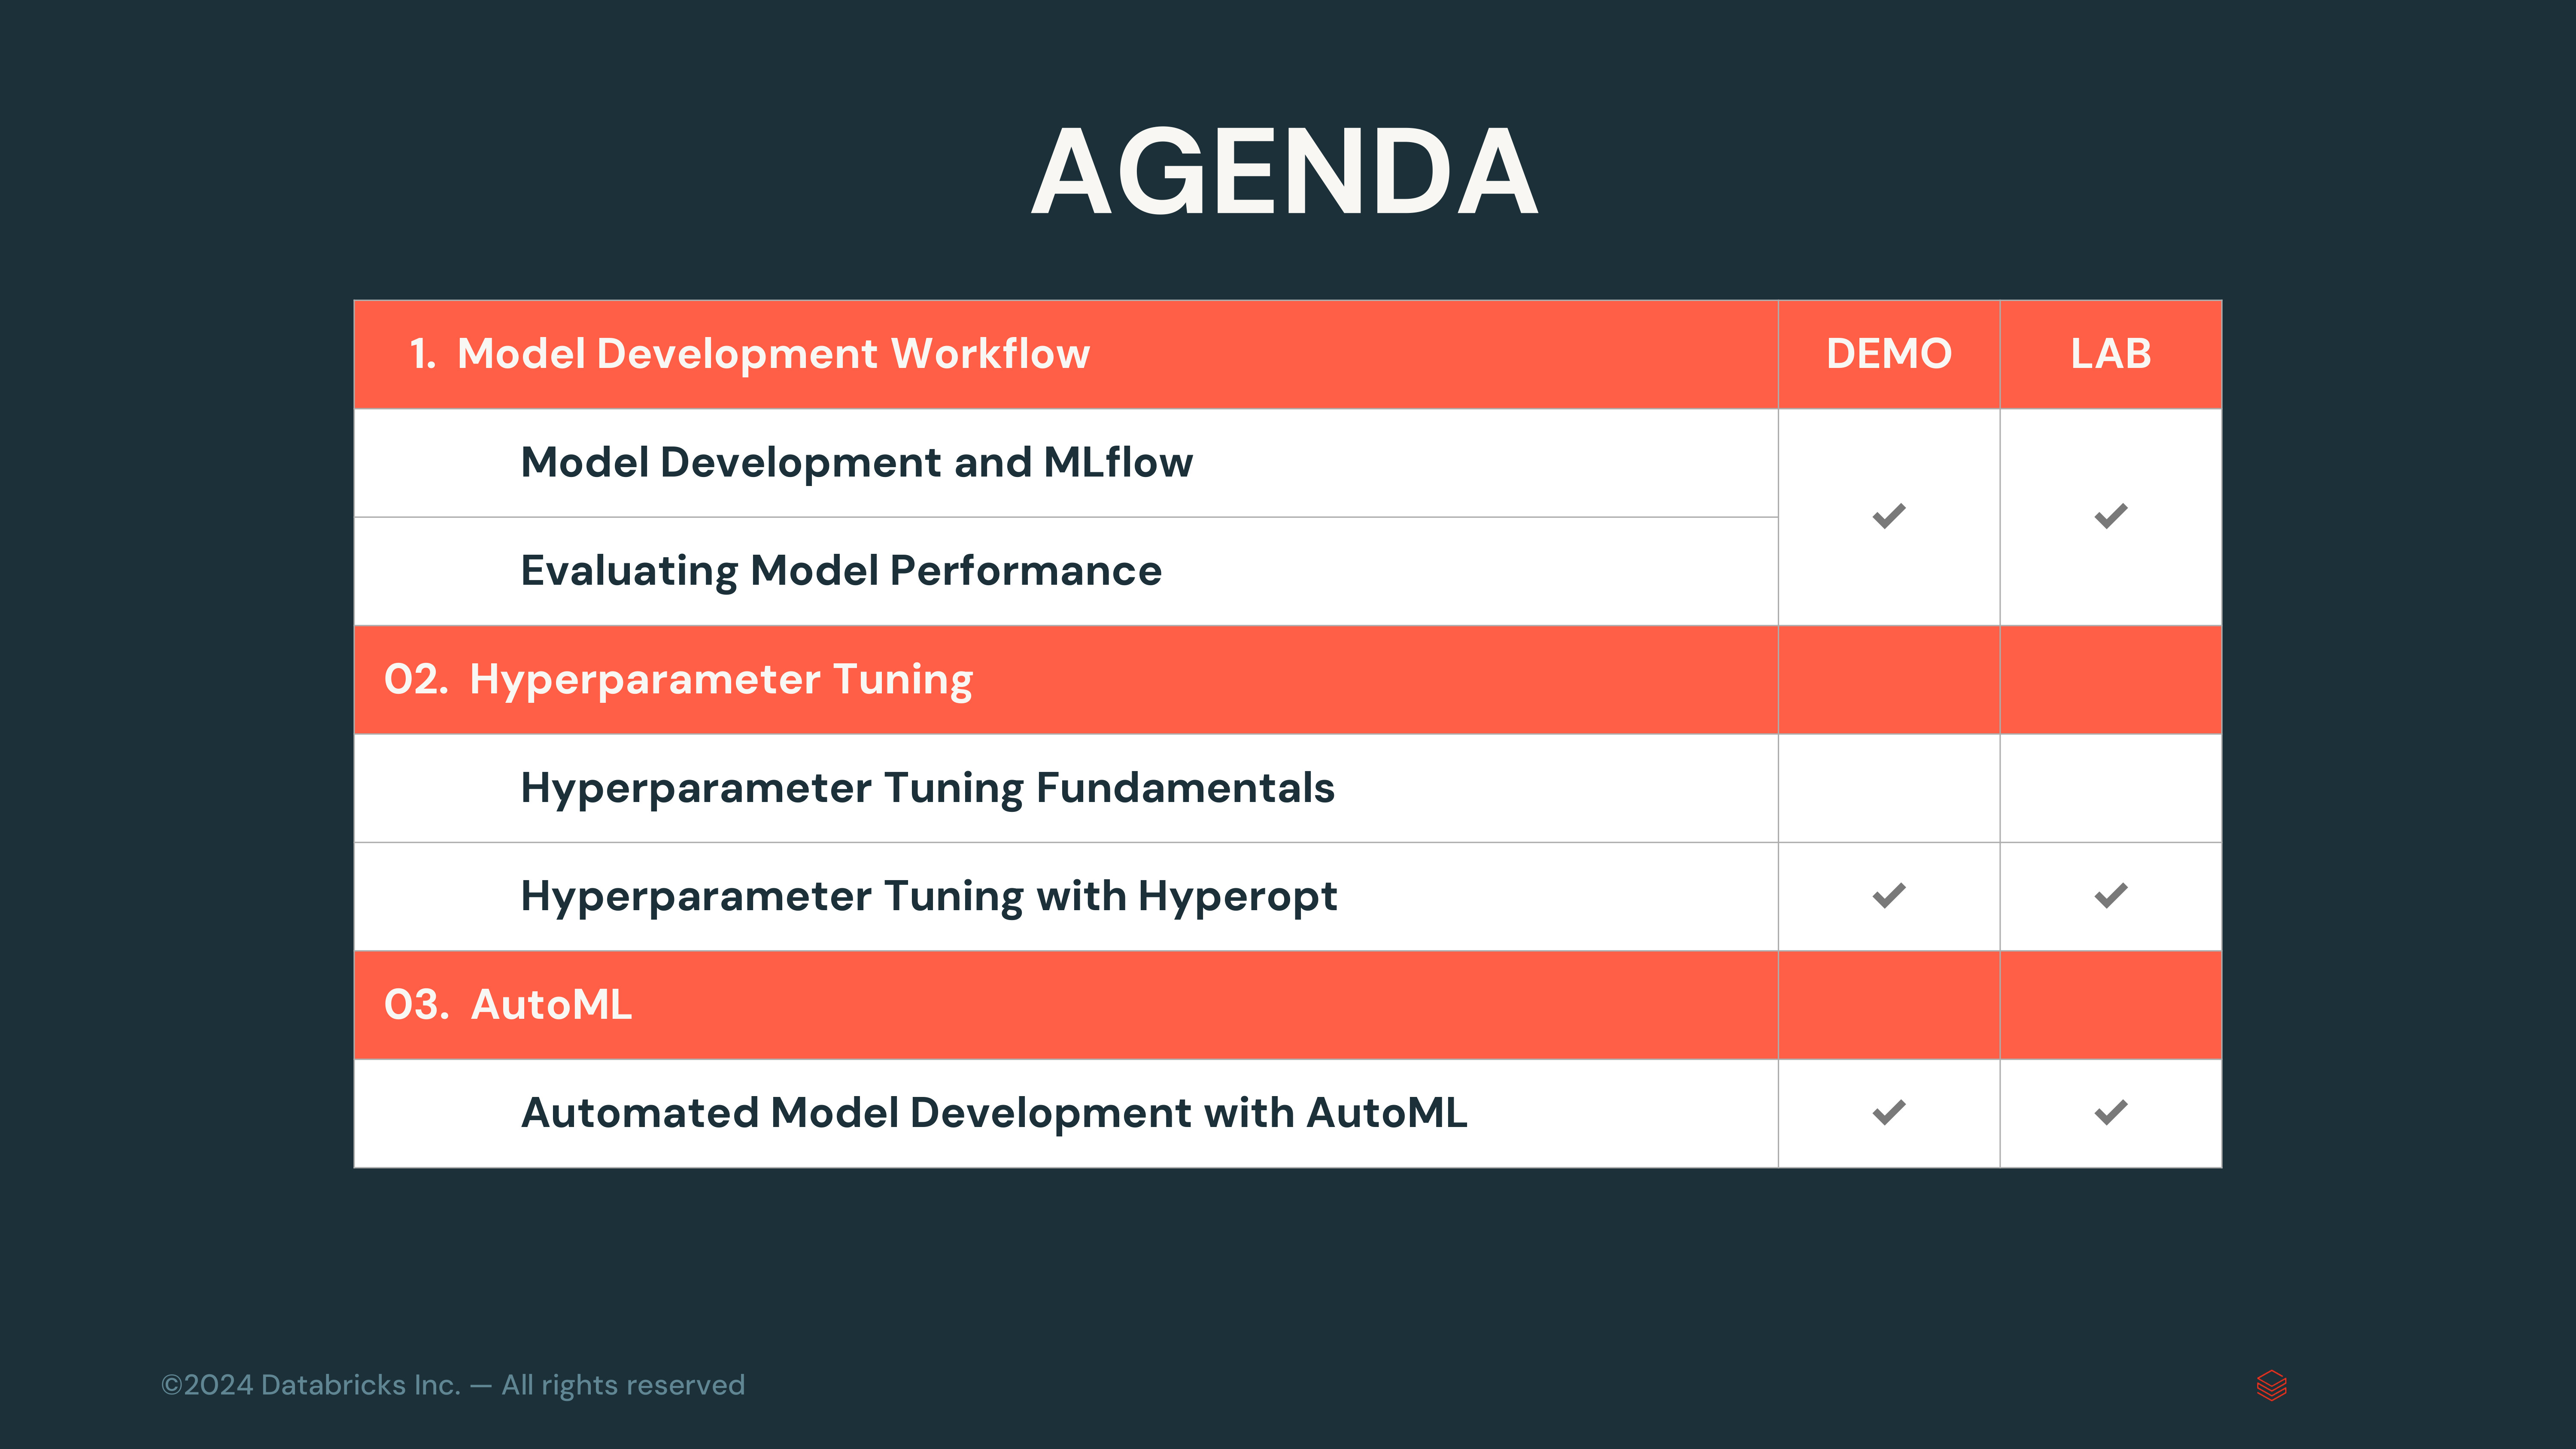 AGENDA
1. Model Development Workflow DEMO LAB
Model Development and MLflow
✓ ✓
Evaluating Model Performance
02. Hyperparameter Tuning
Hyperparameter Tuning Fundamentals
Hyperparameter Tuning with Hyperopt ✓ ✓
03. AutoML
Automated Model Development with AutoML ✓ ✓
©2024 Databricks Inc. — All rights reserved